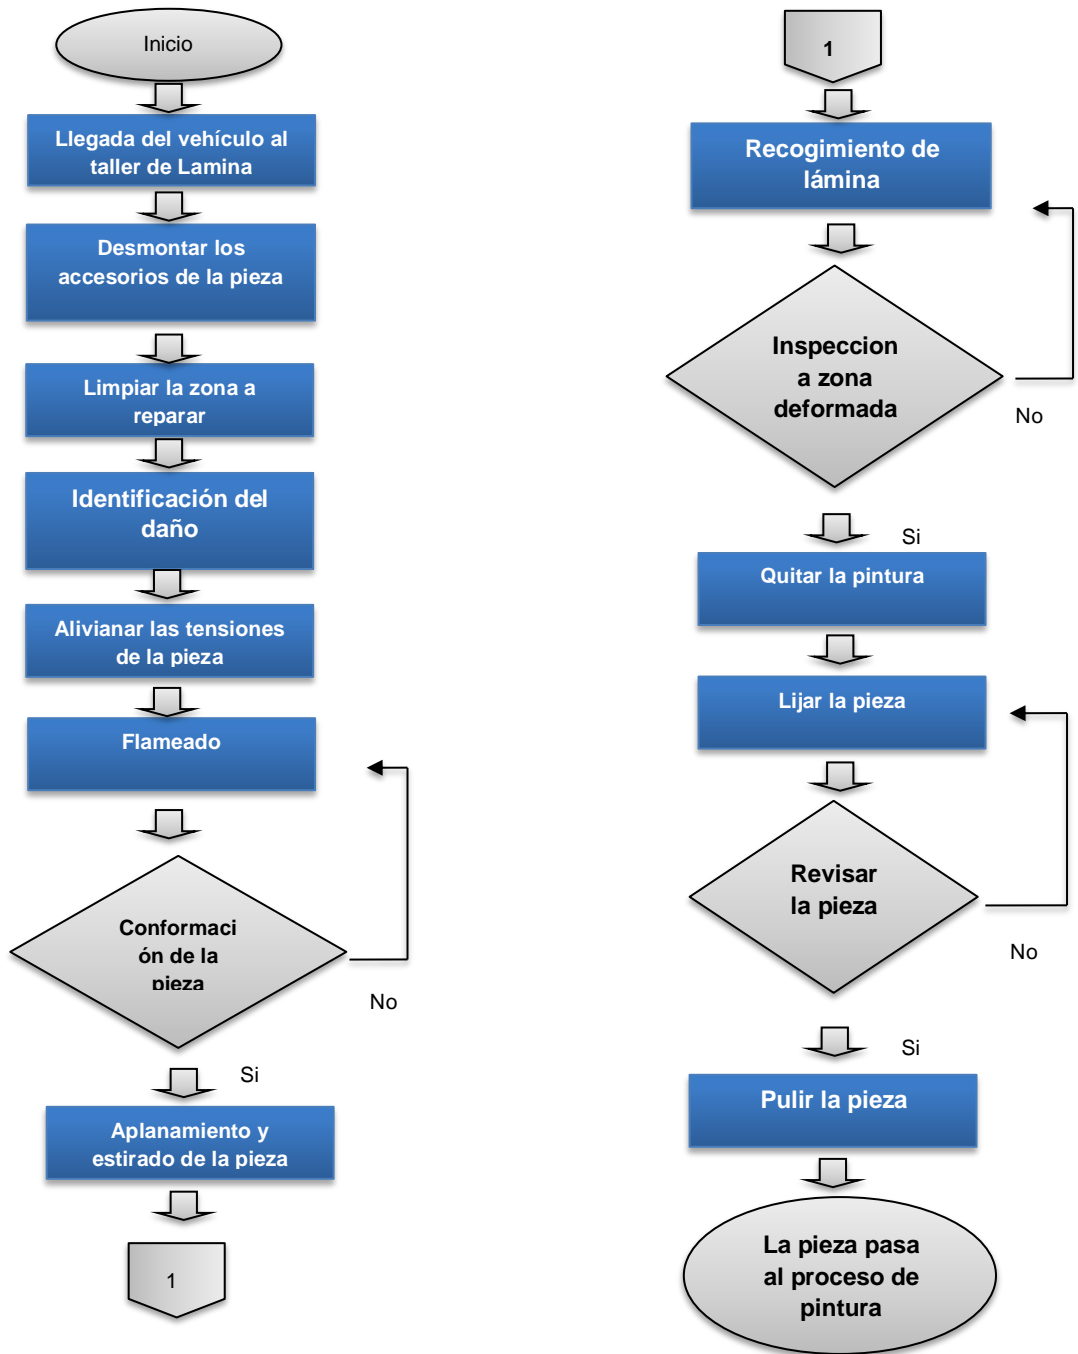 Inicio
Llegada del vehículo al
taller de Lamina
Desmontar los
accesorios de la pieza
Limpiar la zona a
reparar
Identificación del
daño
Alivianar las tensiones
de la pieza
Flameado
Conformaci
ón de la
pieza
No
Si
Aplanamiento y
estirado de la pieza
1
1
Recogimiento de
lámina
Inspeccion
a zona
deformada
No
Si
Quitar la pintura
Lijar la pieza
Revisar
la pieza
No
Si
Pulir la pieza
La pieza pasa
al proceso de
pintura